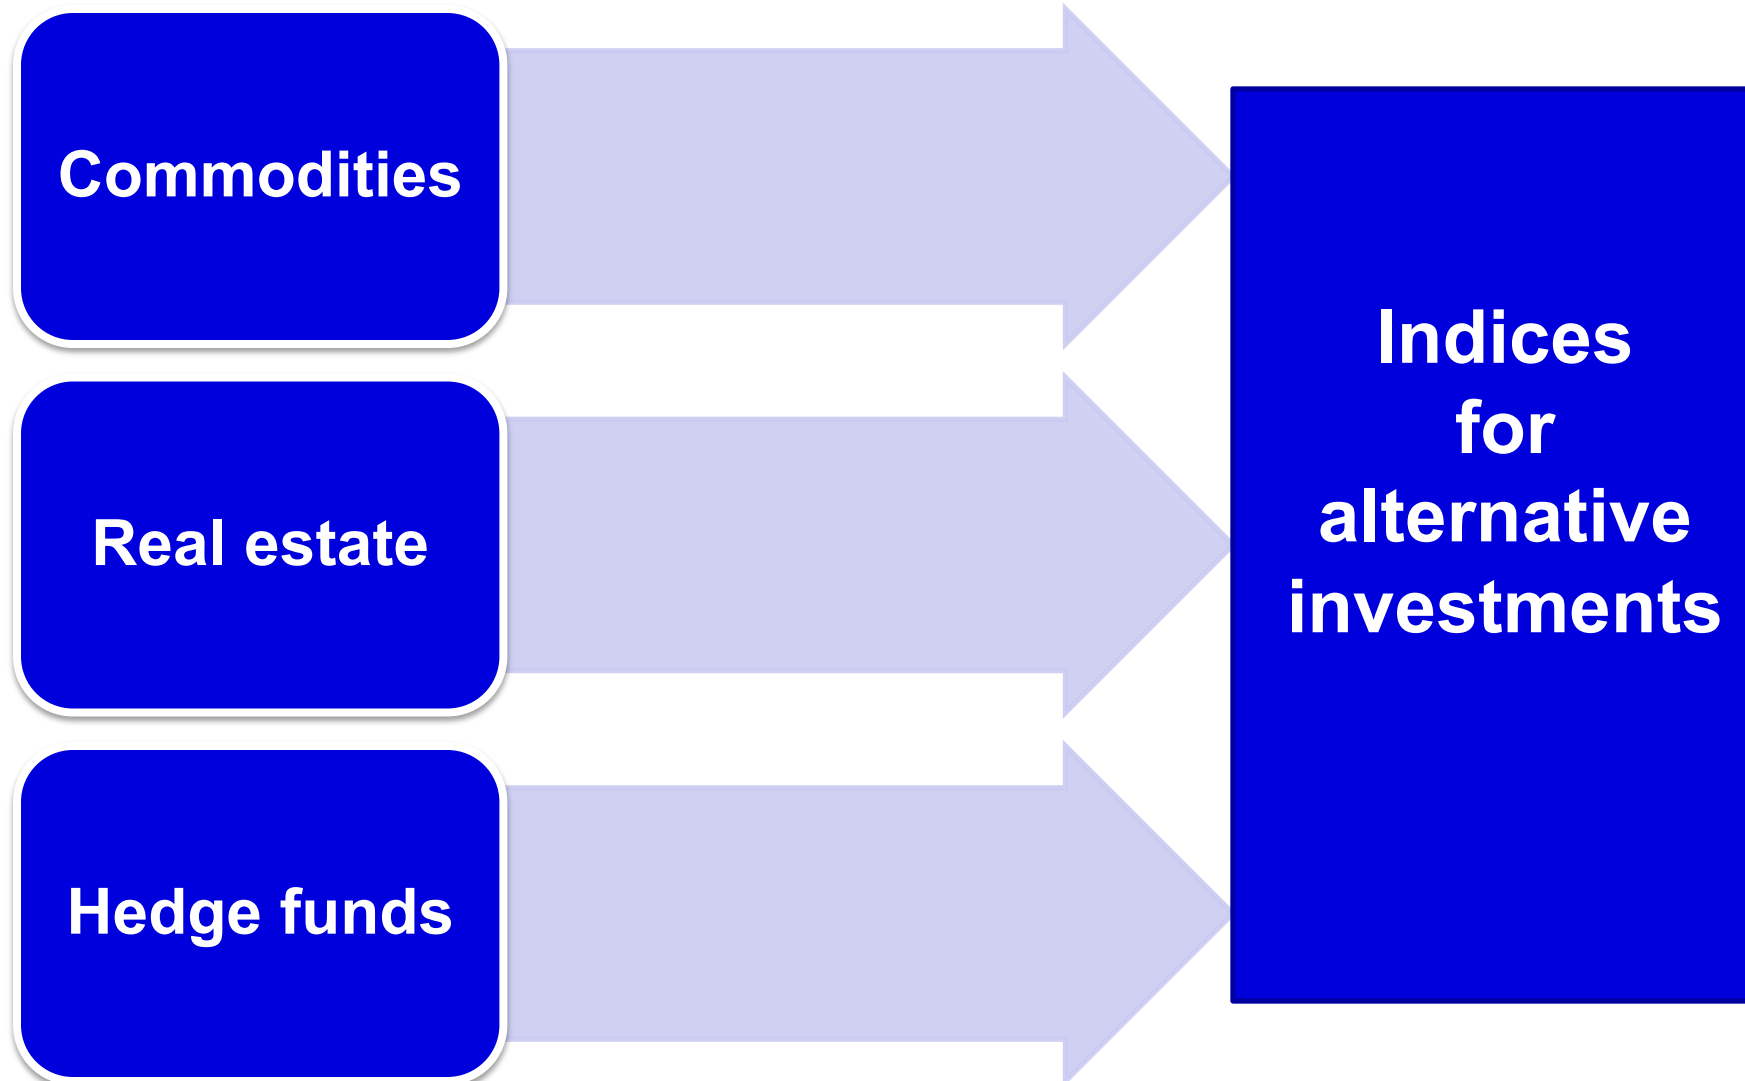 Commodities
Real estate
Hedge funds
Indices
for
alternative
investments